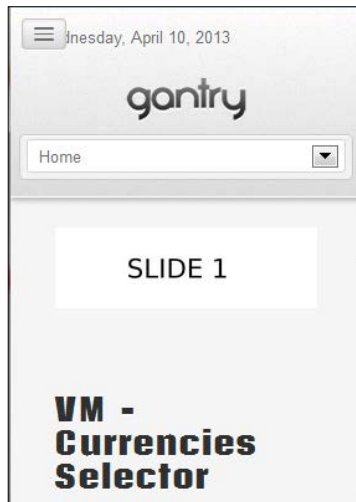 dnesday, April 10, 2013
gantry
Home
SLIDE 1
VM -
Currencies
Selector